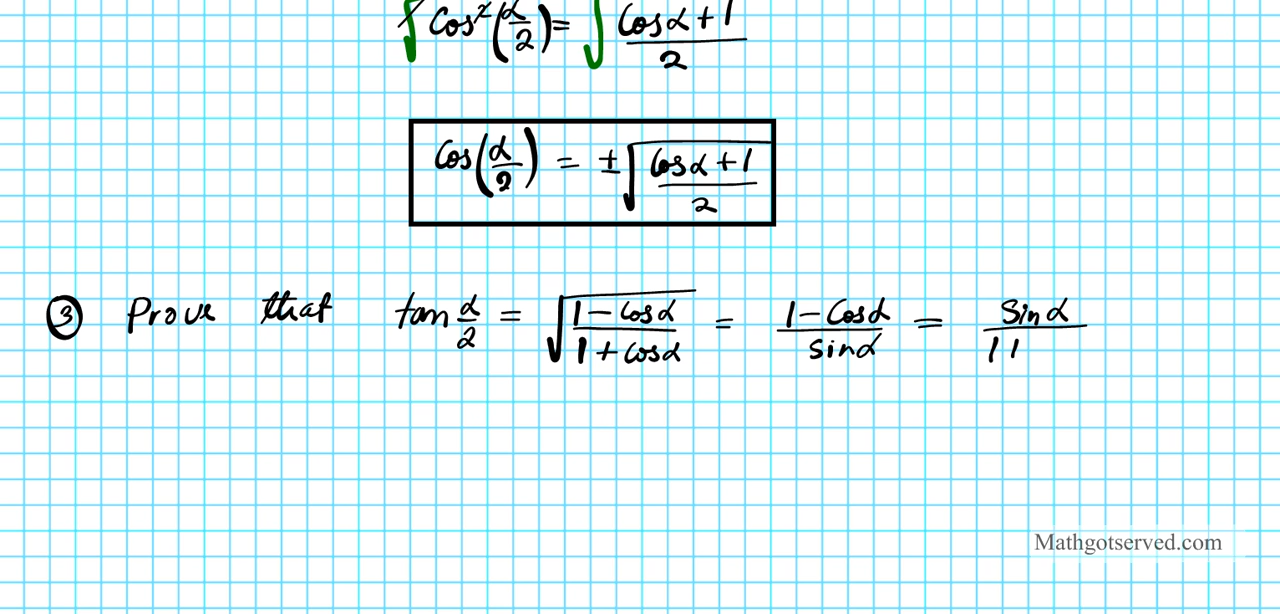 √cos²(α/2) = √(cosα+1)/2
cos(α/2) = ±√(cosα+1)/2
③ Prove that tan α/2 = √(1-cosα)/(1+cosα) = (1-cosα)/sinα = sinα/11
Mathgotserved.com